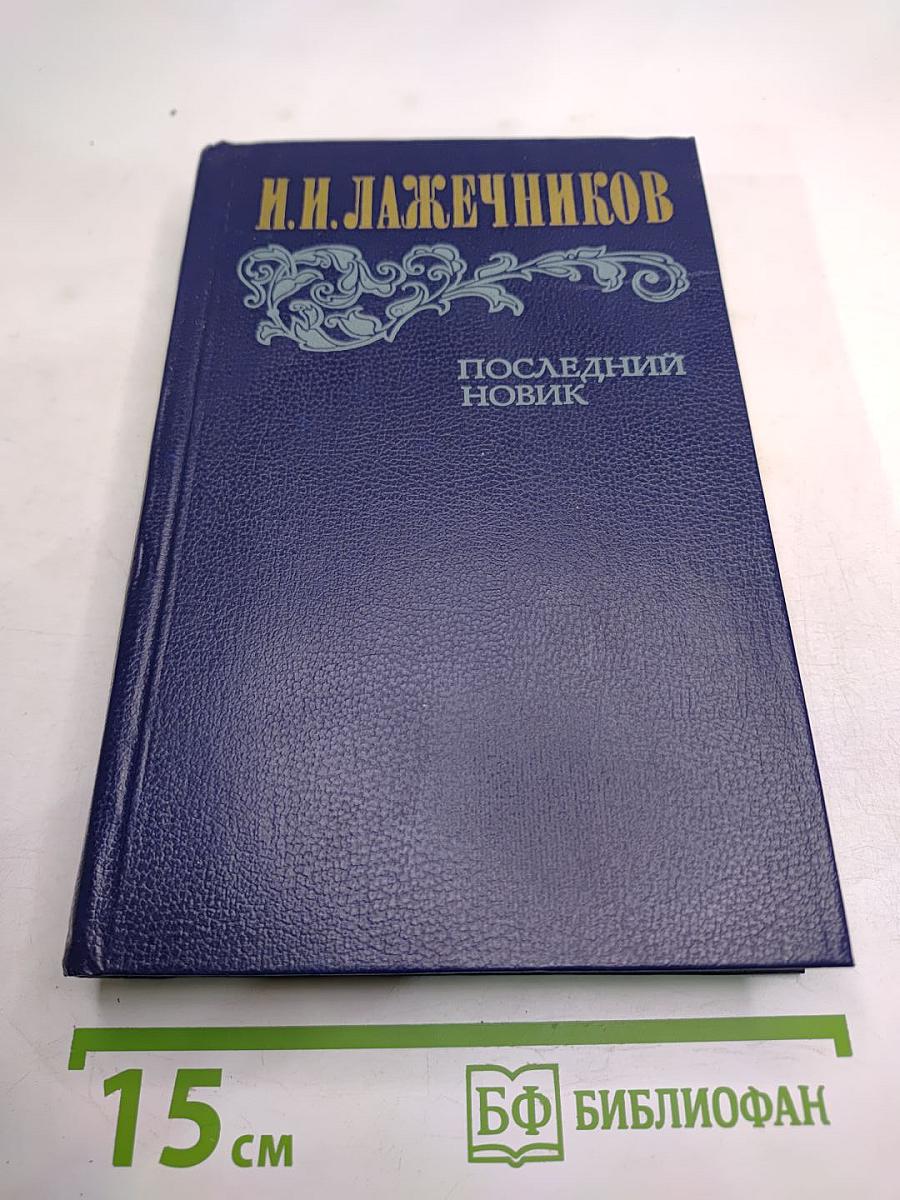 И.И.ЛАЖЕЧНИКОВ
ПОСЛЕДНИЙ
НОВИК
15 см
БФ БИБЛИОФАН